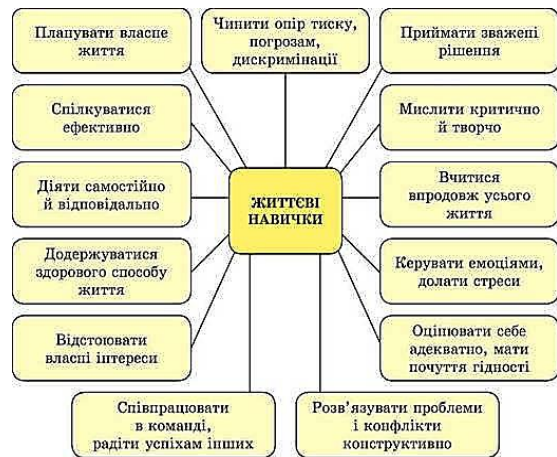 Планувати власне
життя
Чинити опір тиску,
погрозам,
дискримінації
Приймати зважені
рішення
Спілкуватися
ефективно
Мислити критично
й творчо
Діяти самостійно
й відповідально
ЖИТТЄВІ
НАВИЧКИ
Вчитися
впродовж усього
життя
Додержуватися
здорового способу
життя
Керувати емоціями,
долати стреси
Відстоювати
власні інтереси
Оцінювати себе
адекватно, мати
почуття гідності
Співпрацювати
в команді,
радіти успіхам інших
Розв'язувати проблеми
і конфлікти
конструктивно